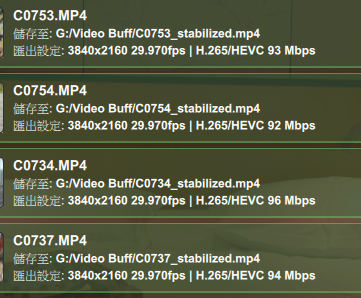 C0753.MP4
儲存至: G:/Video Buff/C0753_stabilized.mp4
匯出設定: 3840x2160 29.970fps | H.265/HEVC 93 Mbps
C0754.MP4
儲存至: G:/Video Buff/C0754_stabilized.mp4
匯出設定: 3840x2160 29.970fps | H.265/HEVC 92 Mbps
C0734.MP4
儲存至: G:/Video Buff/C0734_stabilized.mp4
匯出設定: 3840x2160 29.970fps | H.265/HEVC 96 Mbps
C0737.MP4
儲存至: G:/Video Buff/C0737_stabilized.mp4
匯出設定: 3840x2160 29.970fps | H.265/HEVC 94 Mbps